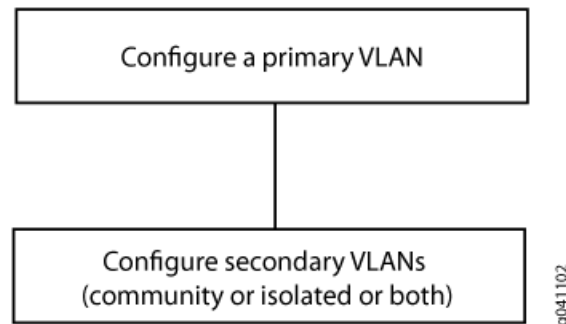 Configure a primary VLAN
Configure secondary VLANs
(community or isolated or both)
g041102